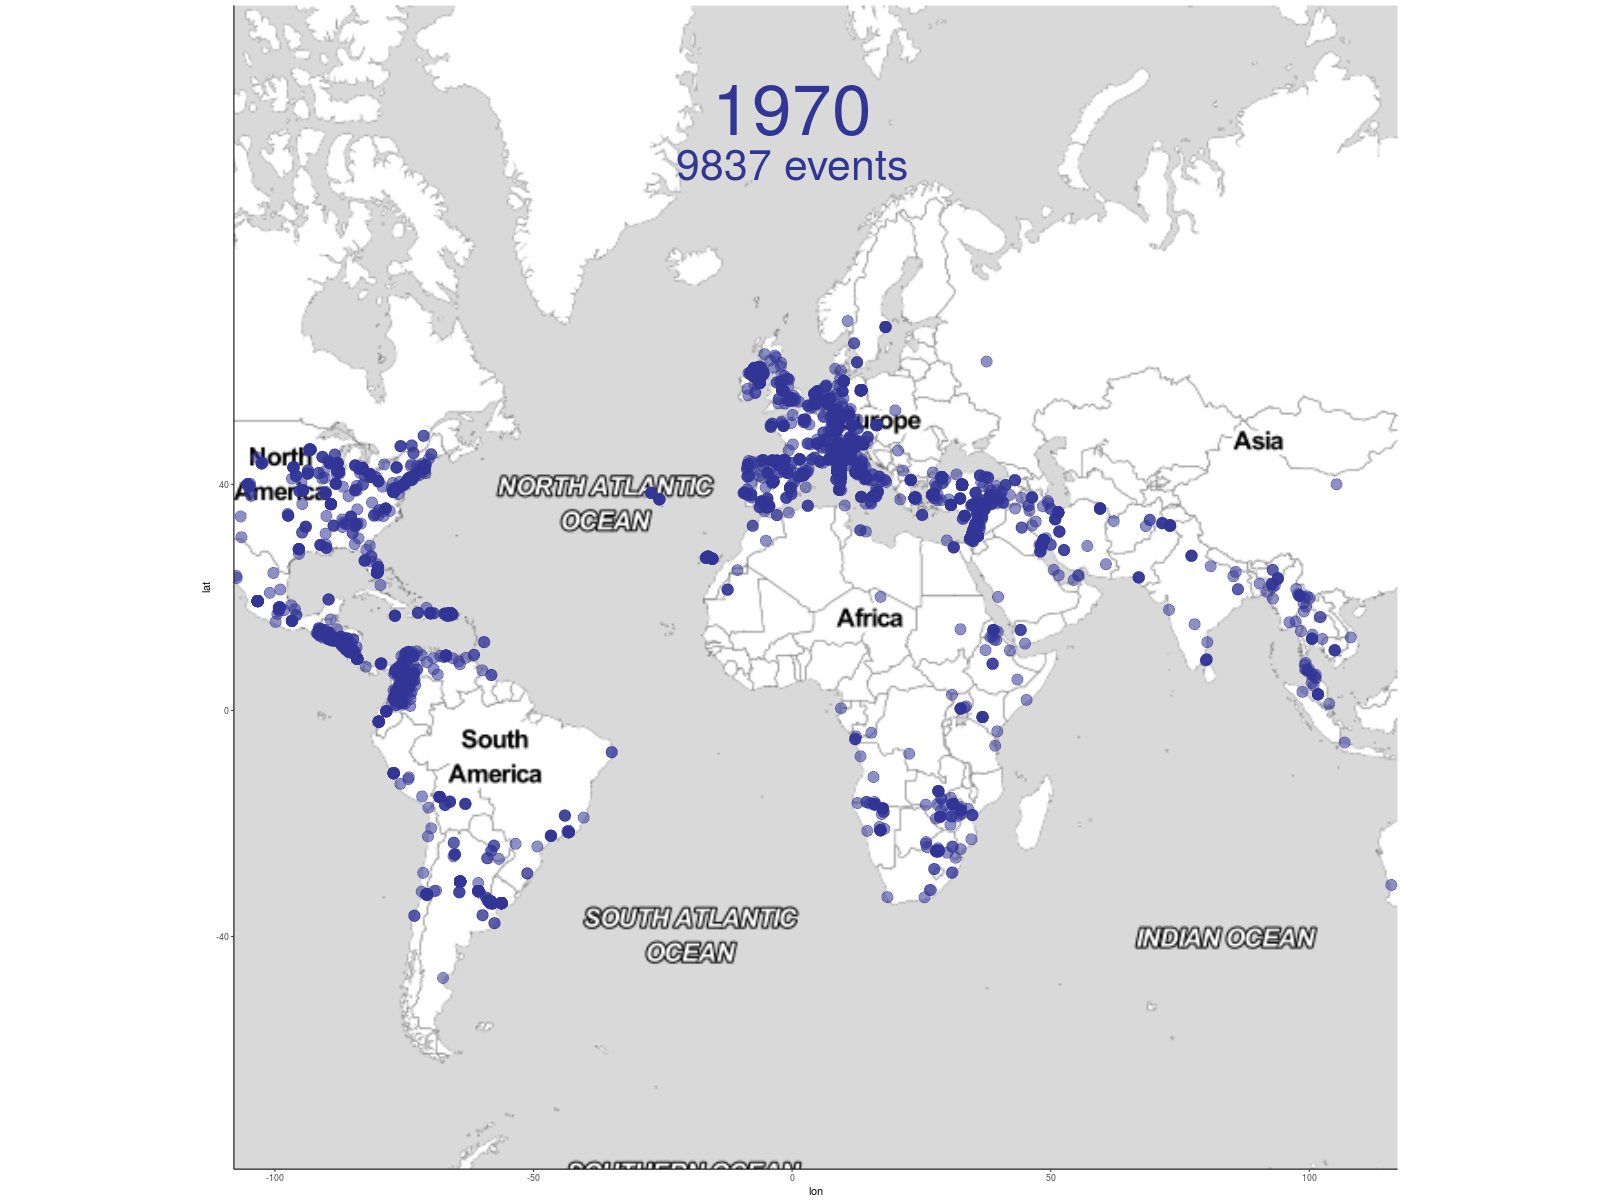 1970
9837 events
urope
North
America
Asia
NORTH ATLANTIC
OCEAN
Africa
South
America
SOUTH ATLANTIC
OCEAN
INDIAN OCEAN
SOUTHERN OCEAN
lat
40
0
-40
-100
-50
0
50
100
lon